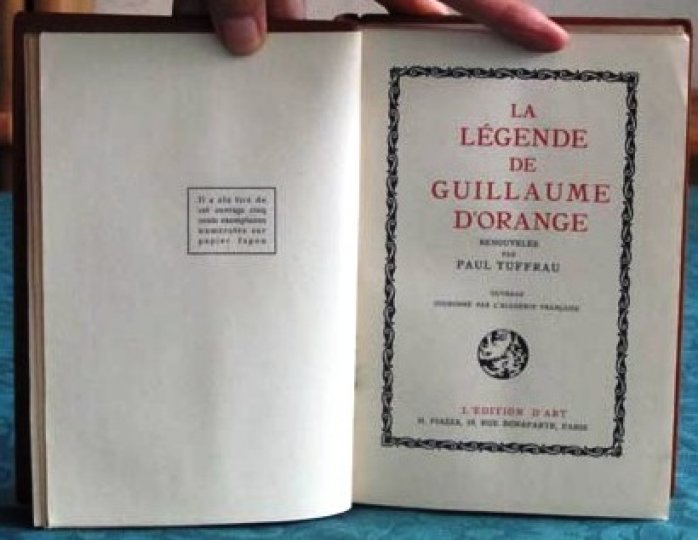 Il a été tiré de
cet ouvrage cinq
cents exemplaires
numérotés sur
papier Japon
LA
LÉGENDE
DE
GUILLAUME
D'ORANGE
RENOUVELÉE
PAR
PAUL TUFFRAU
OUVRAGE
COURONNÉ PAR L'ACADÉMIE FRANÇAISE
L'EDITION D'ART
H. PIAZZA, 19, RUE BONAPARTE, PARIS